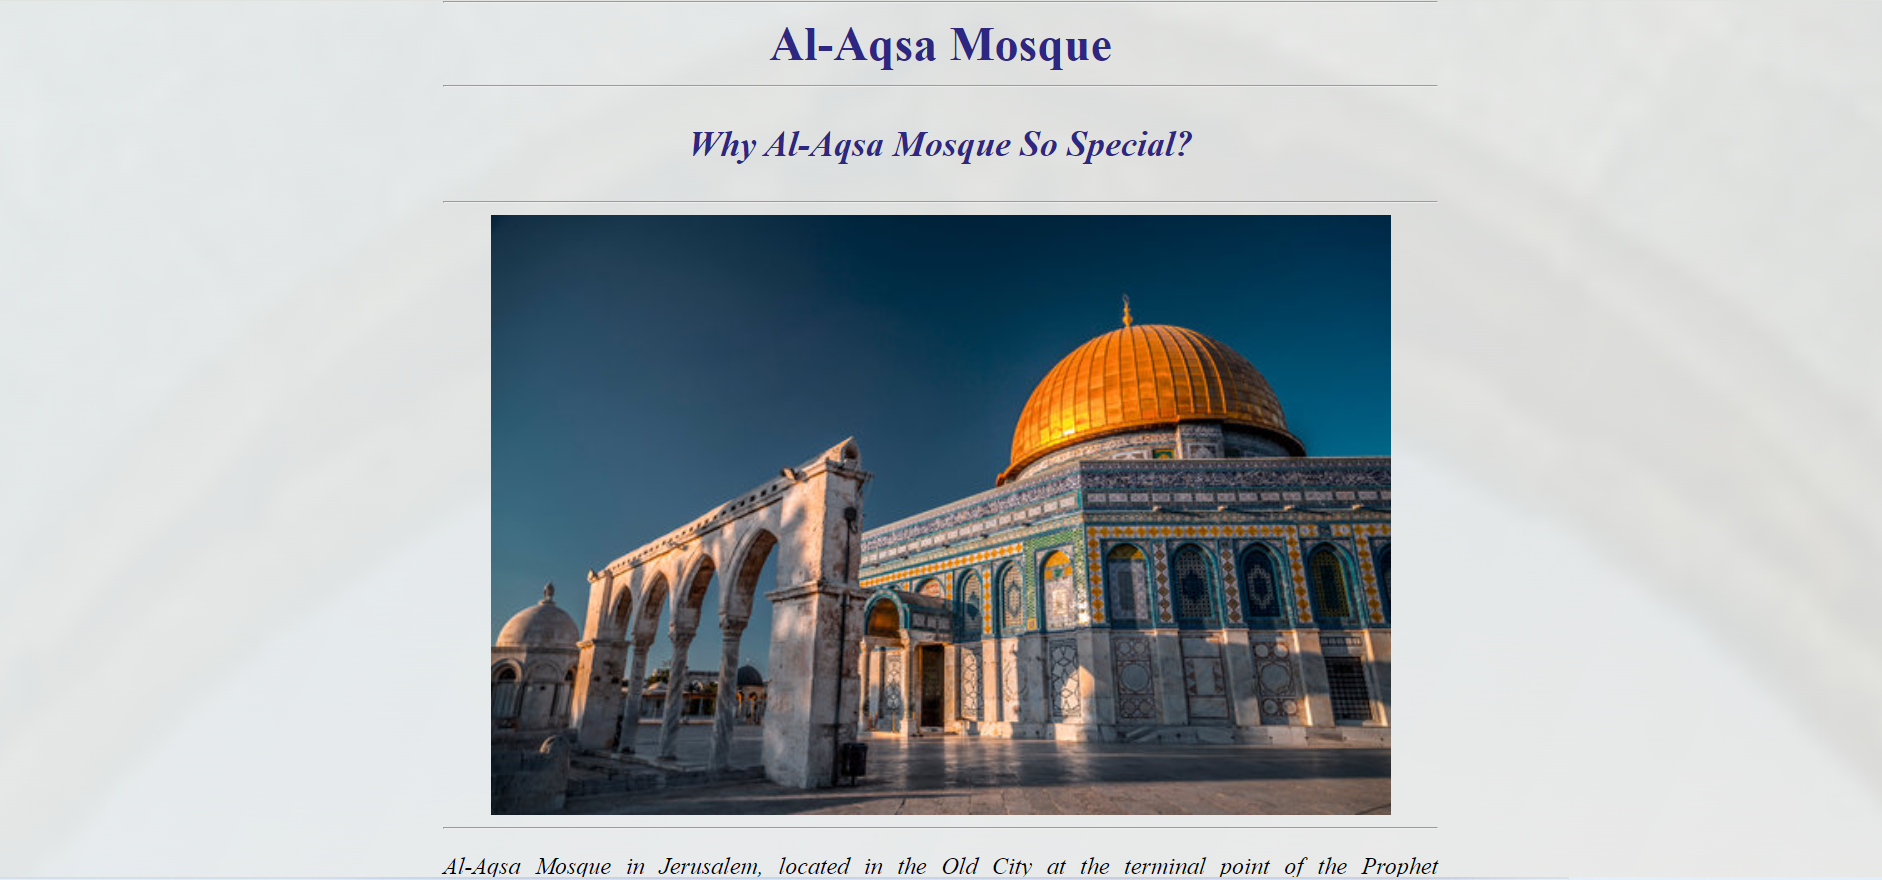 Al-Aqsa Mosque
Why Al-Aqsa Mosque So Special?
Al-Aqsa Mosque in Jerusalem, located in the Old City at the terminal point of the Prophet